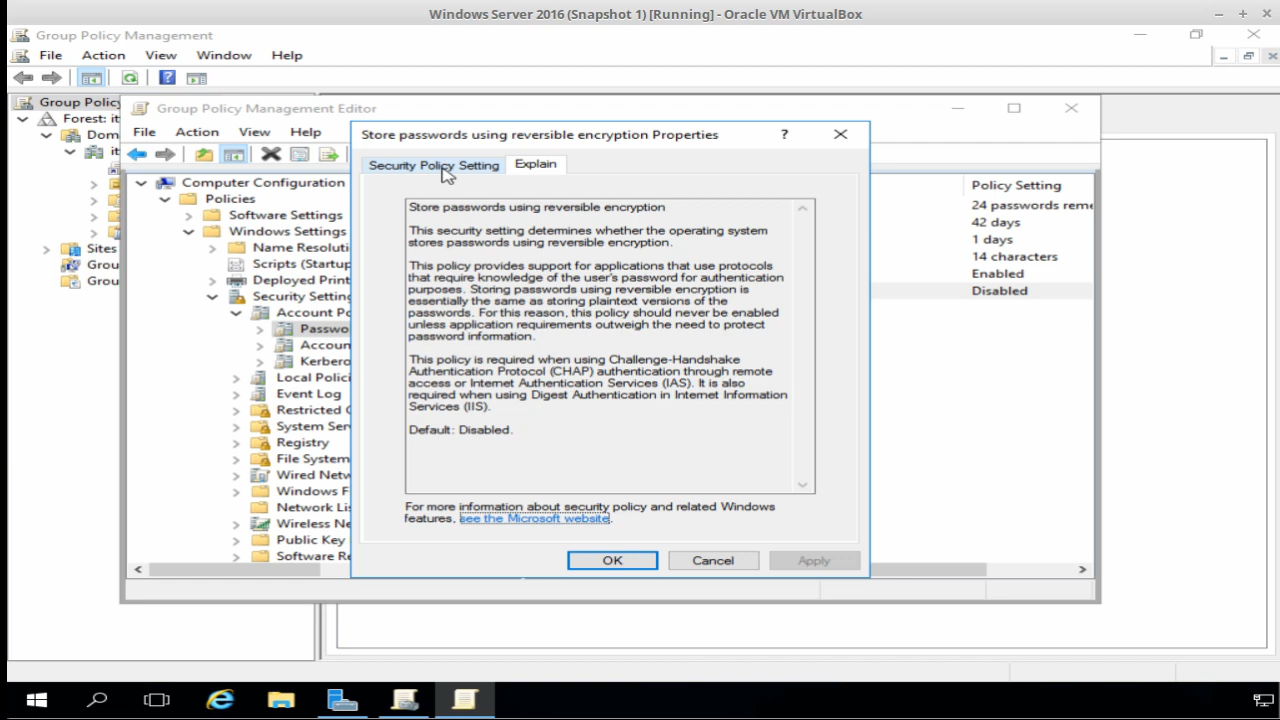 Windows Server 2016 (Snapshot 1) [Running] - Oracle VM VirtualBox
Group Policy Management
File Action View Window Help
Group Policy
Forest: it
Dom
it
Sites
Grou
Grou
Group Policy Management Editor
File Action View Help
Computer Configuration
Policies
Software Settings
Windows Settings
Name Resoluti
Scripts (Startup
Deployed Print
Security Setting
Account Po
Passwo
Accoun
Kerbero
Local Polici
Event Log
Restricted G
System Ser
Registry
File System
Wired Netw
Windows F
Network Lis
Wireless Ne
Public Key
Software Re
Policy Setting
24 passwords reme
42 days
1 days
14 characters
Enabled
Disabled
Store passwords using reversible encryption Properties
?
Security Policy Setting Explain
Store passwords using reversible encryption
This security setting determines whether the operating system
stores passwords using reversible encryption.
This policy provides support for applications that use protocols
that require knowledge of the user's password for authentication
purposes. Storing passwords using reversible encryption is
essentially the same as storing plaintext versions of the
passwords. For this reason, this policy should never be enabled
unless application requirements outweigh the need to protect
password information.
This policy is required when using Challenge-Handshake
Authentication Protocol (CHAP) authentication through remote
access or Internet Authentication Services (IAS). It is also
required when using Digest Authentication in Internet Information
Services (IIS).
Default: Disabled.
For more information about security policy and related Windows
features, see the Microsoft website.
OK Cancel Apply